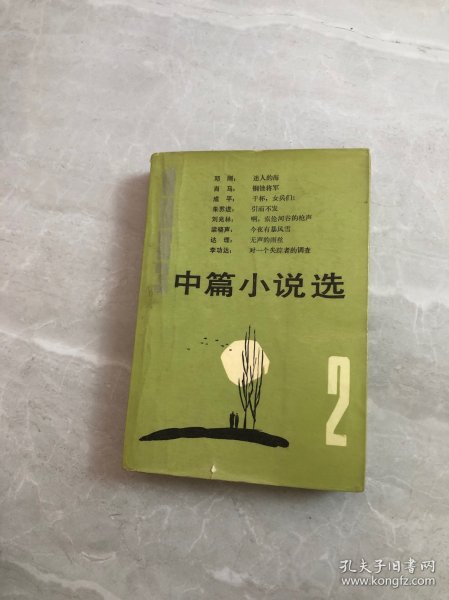 邓刚： 迷人的海
海马： 铜铸将军
成平： 干杯，女兵们！
朱苏进： 引而不发
刘兆林： 啊，索伦河谷的枪声
梁晓声： 今夜有暴风雪
达理： 无声的雨丝
李功达： 对一个失踪者的调查
中篇小说选
2
孔夫子旧书网
www.kongfz.com